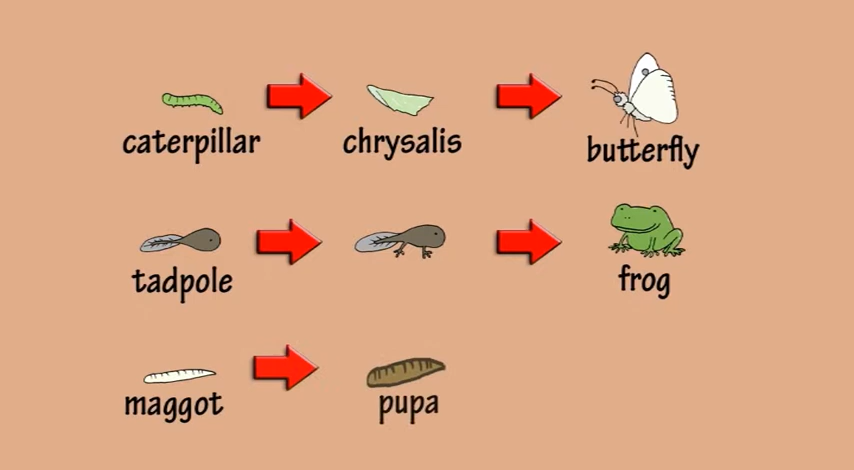 caterpillar chrysalis butterfly
tadpole frog
maggot pupa